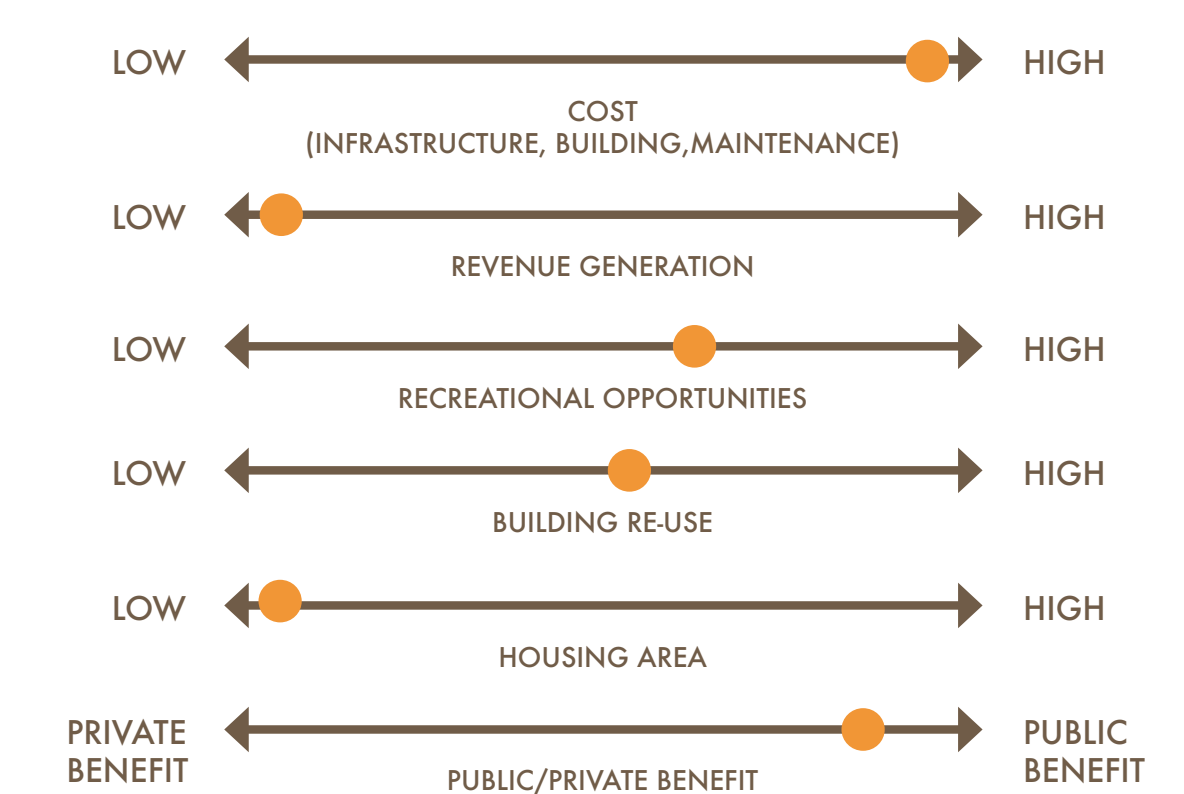 LOW HIGH
COST
(INFRASTRUCTURE, BUILDING,MAINTENANCE)
LOW HIGH
REVENUE GENERATION
LOW HIGH
RECREATIONAL OPPORTUNITIES
LOW HIGH
BUILDING RE-USE
LOW HIGH
HOUSING AREA
PRIVATE BENEFIT
PUBLIC BENEFIT
PUBLIC/PRIVATE BENEFIT